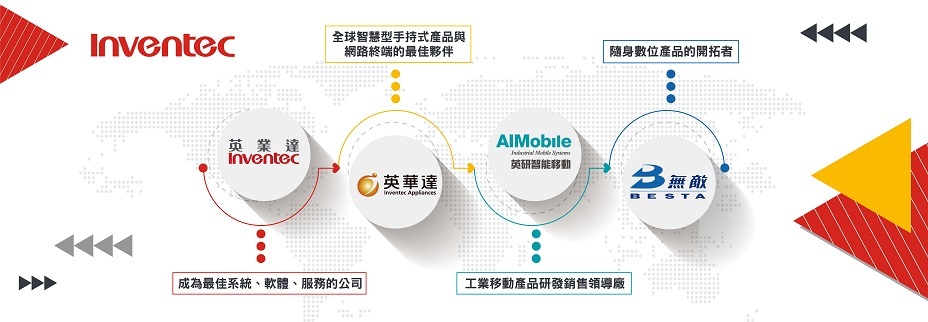 Inventec
全球智慧型手持式產品與
網路終端的最佳夥伴
隨身數位產品的開拓者
英業達
Inventec
英華達
Inventec Appliances
AIMobile
Industrial Mobile Systems
英研智能移動
無敵
BESTA
成為最佳系統、軟體、服務的公司
工業移動產品研發銷售領導廠